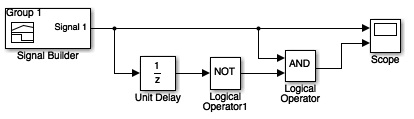 Group 1
Signal 1
Signal Builder
1
z
Unit Delay
NOT
Logical
Operator1
AND
Logical
Operator
Scope